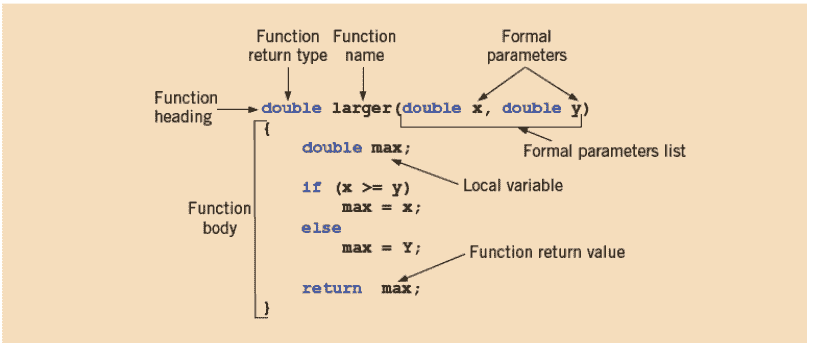 Function Function Formal
return type name parameters
Function
heading
double larger(double x, double y)
{
Formal parameters list
double max;
Local variable
if (x >= y)
max = x;
Function
body
else
max = Y;
Function return value
return max;
}